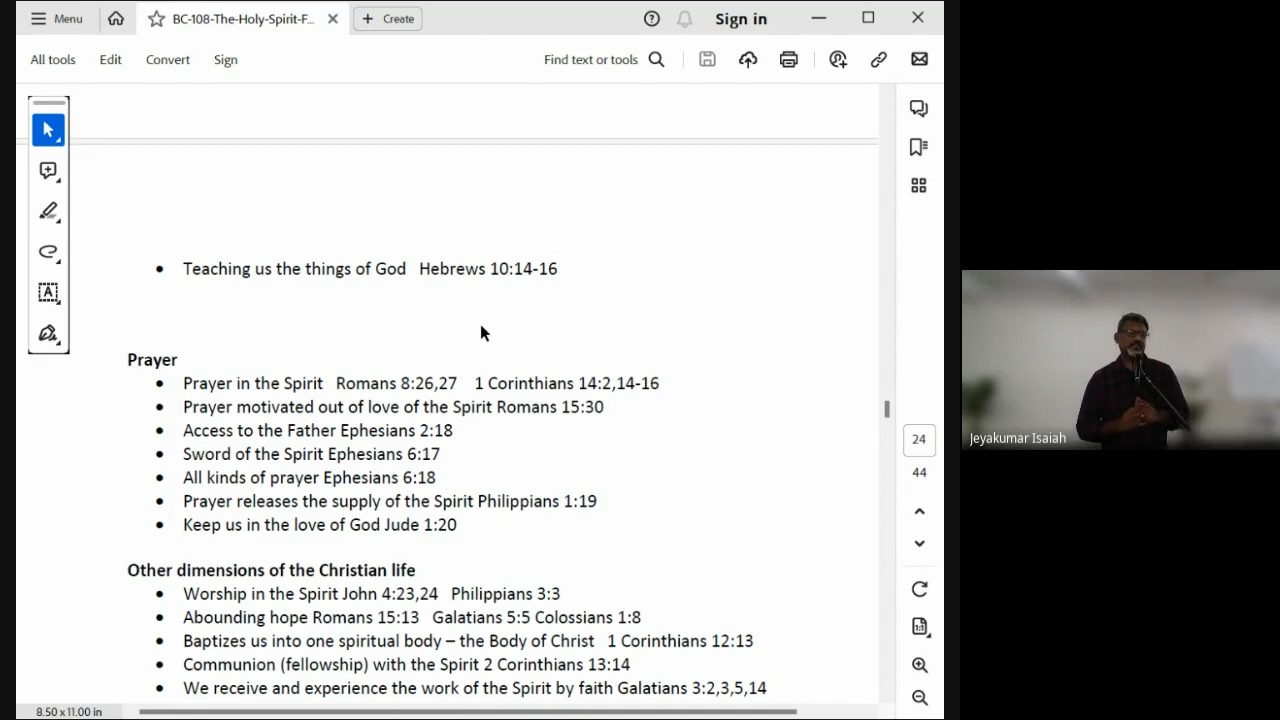 Menu
BC-108-The-Holy-Spirit-F...
Create
Sign in
All tools
Edit
Convert
Sign
Find text or tools
• Teaching us the things of God Hebrews 10:14-16
Prayer
• Prayer in the Spirit Romans 8:26,27 1 Corinthians 14:2,14-16
• Prayer motivated out of love of the Spirit Romans 15:30
• Access to the Father Ephesians 2:18
• Sword of the Spirit Ephesians 6:17
• All kinds of prayer Ephesians 6:18
• Prayer releases the supply of the Spirit Philippians 1:19
• Keep us in the love of God Jude 1:20
Other dimensions of the Christian life
• Worship in the Spirit John 4:23,24 Philippians 3:3
• Abounding hope Romans 15:13 Galatians 5:5 Colossians 1:8
• Baptizes us into one spiritual body – the Body of Christ 1 Corinthians 12:13
• Communion (fellowship) with the Spirit 2 Corinthians 13:14
• We receive and experience the work of the Spirit by faith Galatians 3:2,3,5,14
8.50 x 11.00 in
24
44
Jeyakumar Isaiah